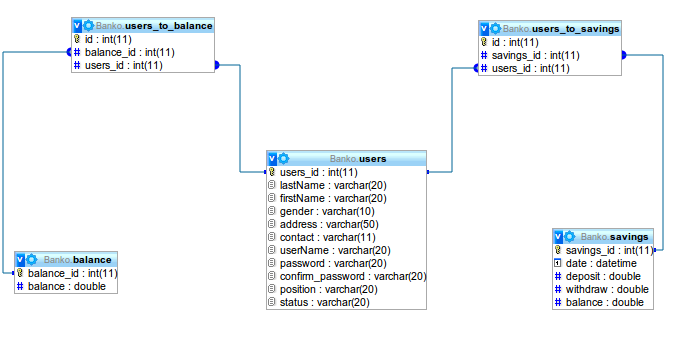 Banko.users_to_balance
id : int(11)
balance_id : int(11)
users_id : int(11)
Banko.users_to_savings
id : int(11)
savings_id : int(11)
users_id : int(11)
Banko.users
users_id : int(11)
lastName : varchar(20)
firstName : varchar(20)
gender : varchar(10)
address : varchar(50)
contact : varchar(11)
userName : varchar(20)
password : varchar(20)
confirm_password : varchar(20)
position : varchar(20)
status : varchar(20)
Banko.balance
balance_id : int(11)
balance : double
Banko.savings
savings_id : int(11)
date : datetime
deposit : double
withdraw : double
balance : double